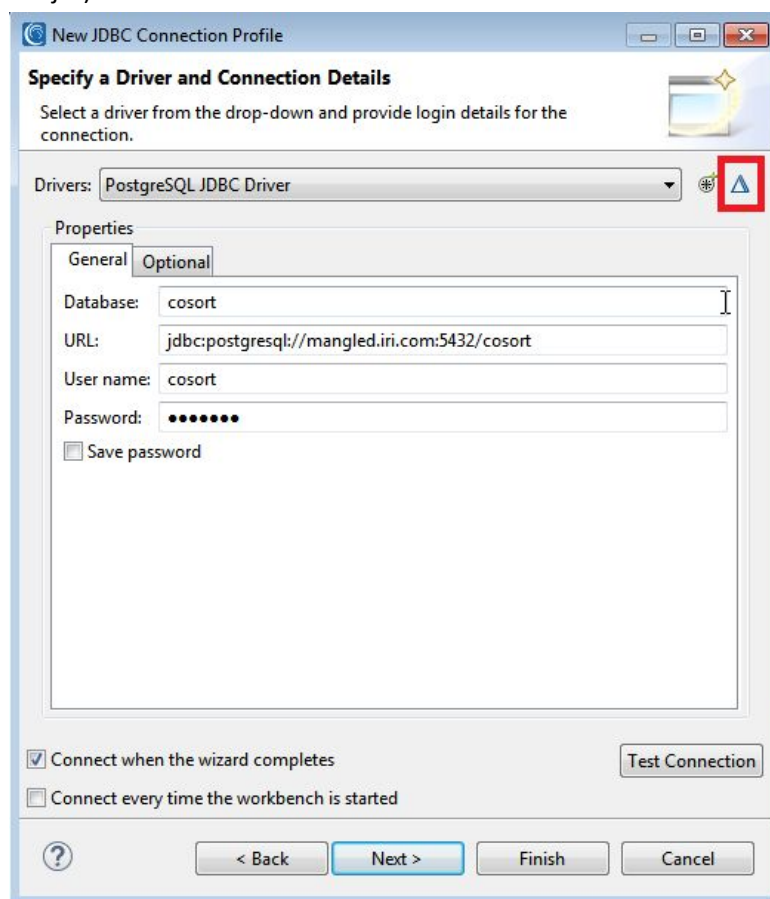 New JDBC Connection Profile
Specify a Driver and Connection Details
Select a driver from the drop-down and provide login details for the
connection.
Drivers: PostgreSQL JDBC Driver
Properties
General Optional
Database: cosort
URL: jdbc:postgresql://mangled.iri.com:5432/cosort
User name: cosort
Password: •••••••
Save password
Connect when the wizard completes
Test Connection
Connect every time the workbench is started
< Back Next > Finish Cancel